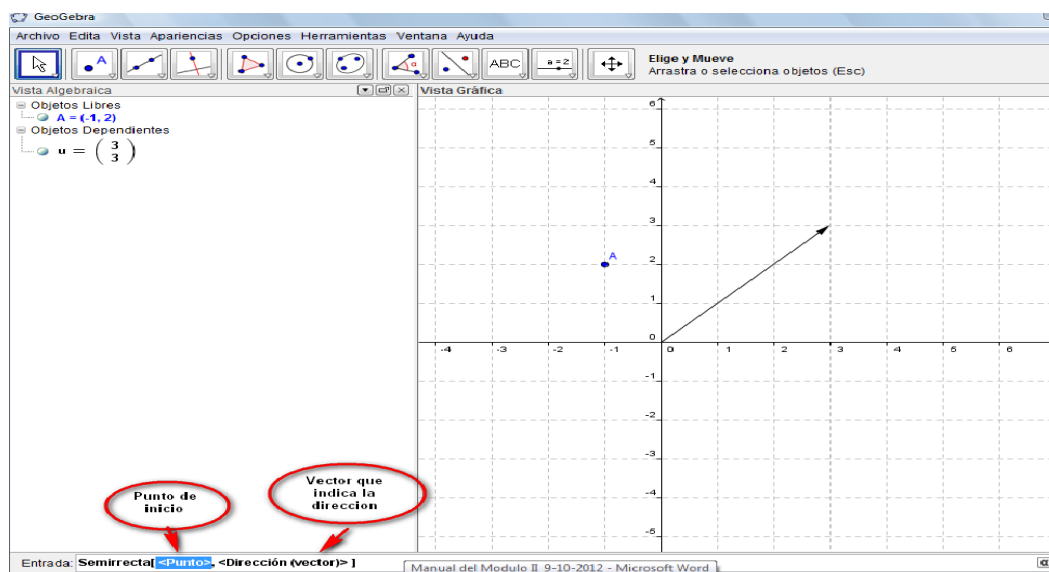 GeoGebra
Archivo Edita Vista Apariencias Opciones Herramientas Ventana Ayuda
A
α
ABC
a=2
Elige y Mueve
Arrastra o selecciona objetos (Esc)
Vista Algebraica
Vista Gráfica
Objetos Libres
A = (-1, 2)
Objetos Dependientes
u = ( 3
3 )
6
5
4
3
A
2
1
0
-4 -3 -2 -1 0 1 2 3 4 5 6
-1
-2
-3
-4
-5
Punto de
inicio
Vector que
indica la
direccion
Entrada: Semirrecta[ <Punto>, <Dirección (vector)> ]
Manual del Modulo II 9-10-2012 - Microsoft Word